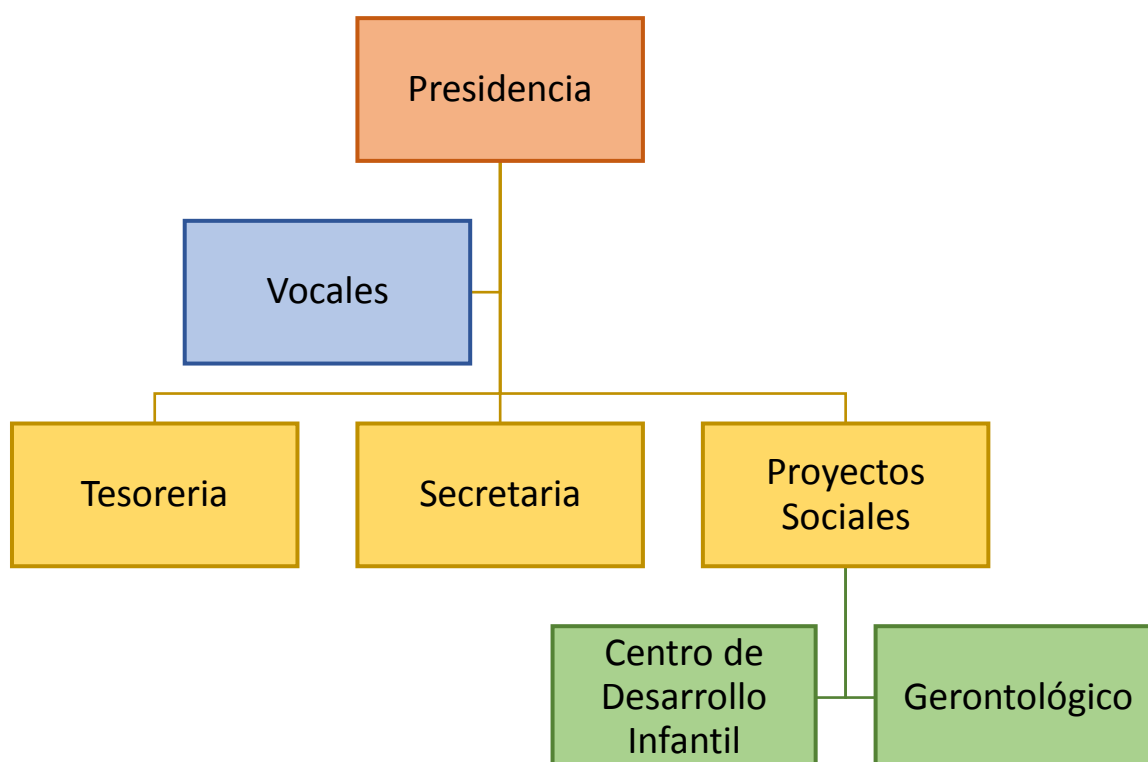 Presidencia
Vocales
Tesoreria
Secretaria
Proyectos
Sociales
Centro de
Desarrollo
Infantil
Gerontológico